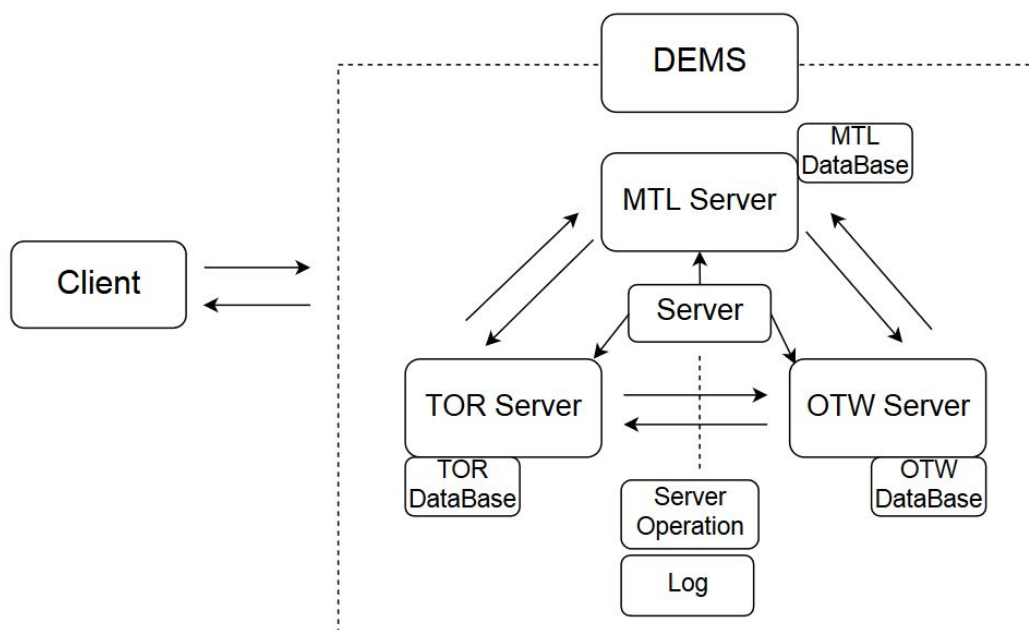 DEMS
MTL
DataBase
MTL Server
Client
Server
TOR Server
OTW Server
TOR
DataBase
OTW
DataBase
Server
Operation
Log